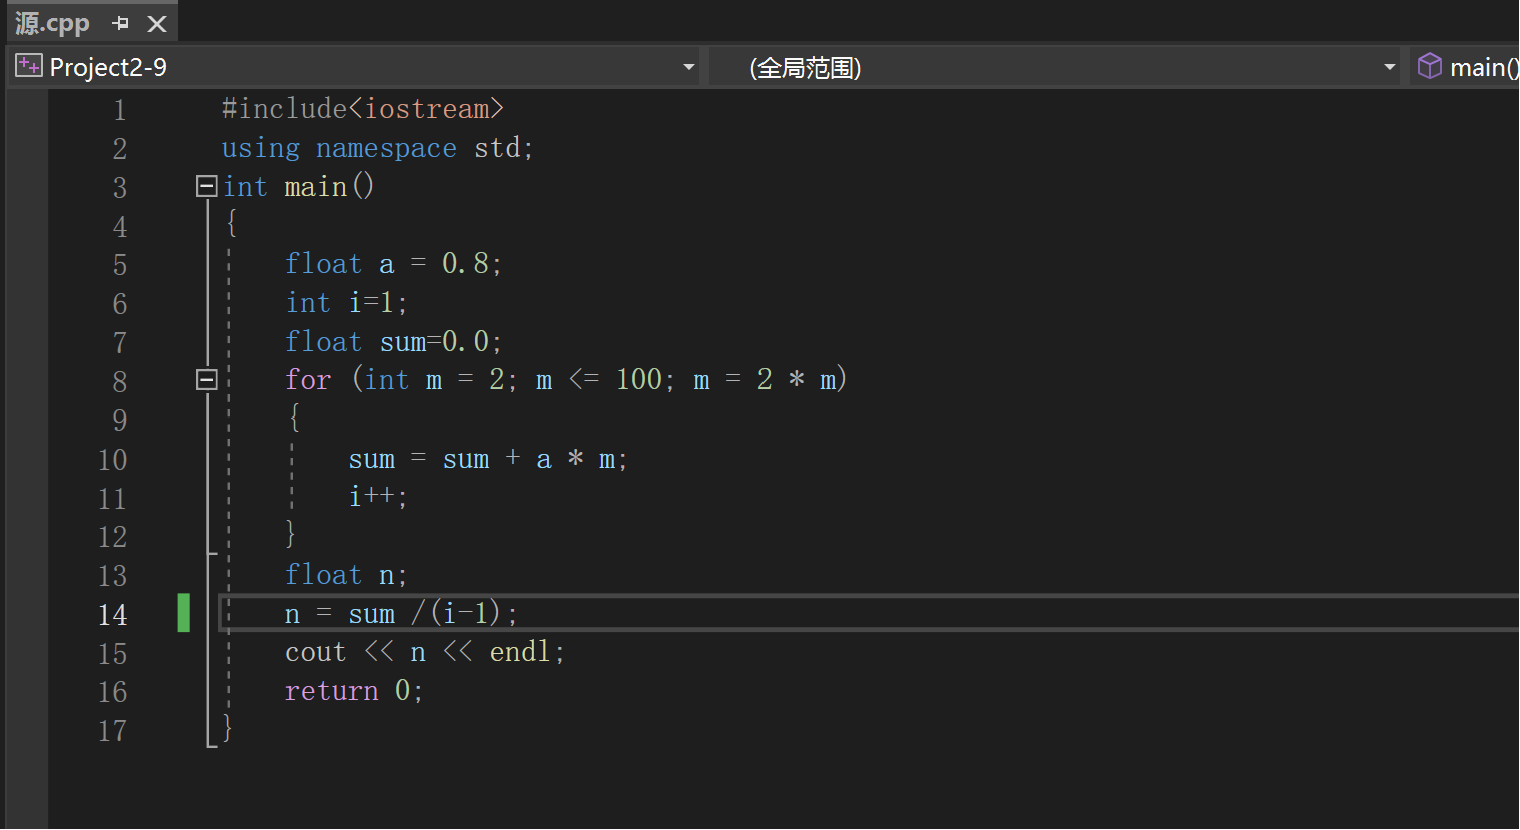 源.cpp
Project2-9 (全局范围) main()
1 #include<iostream>
2 using namespace std;
3 int main()
4 {
5 float a = 0.8;
6 int i=1;
7 float sum=0.0;
8 for (int m = 2; m <= 100; m = 2 * m)
9 {
10 sum = sum + a * m;
11 i++;
12 }
13 float n;
14 n = sum /(i-1);
15 cout << n << endl;
16 return 0;
17 }